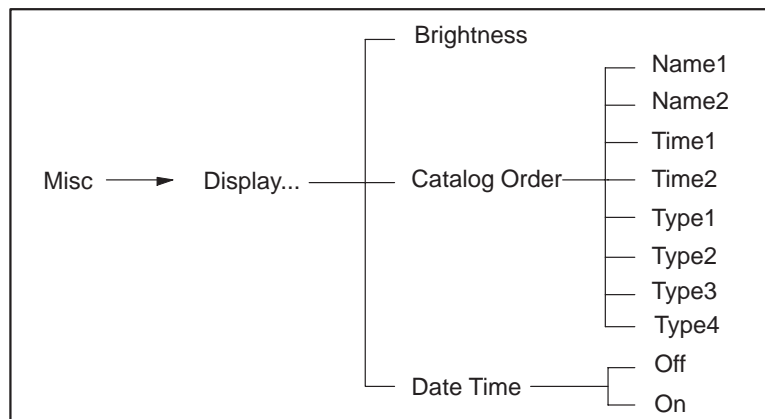 Brightness
Name1
Name2
Time1
Misc Display... Catalog Order Time2
Type1
Type2
Type3
Type4
Off
Date Time
On